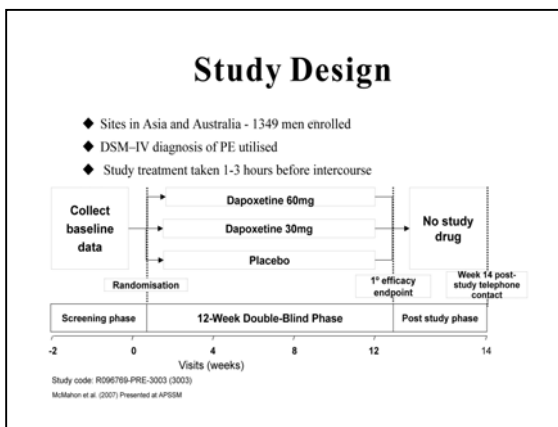 Study Design
◆ Sites in Asia and Australia - 1349 men enrolled
◆ DSM–IV diagnosis of PE utilised
◆ Study treatment taken 1-3 hours before intercourse
Collect
baseline
data
Dapoxetine 60mg
Dapoxetine 30mg
Placebo
No study
drug
Randomisation
1º efficacy
endpoint
Week 14 post-
study telephone
contact
Screening phase
12-Week Double-Blind Phase
Post study phase
-2 0 4 8 12 14
Visits (weeks)
Study code: R096769-PRE-3003 (3003)
McMahon et al. (2007) Presented at APSSM